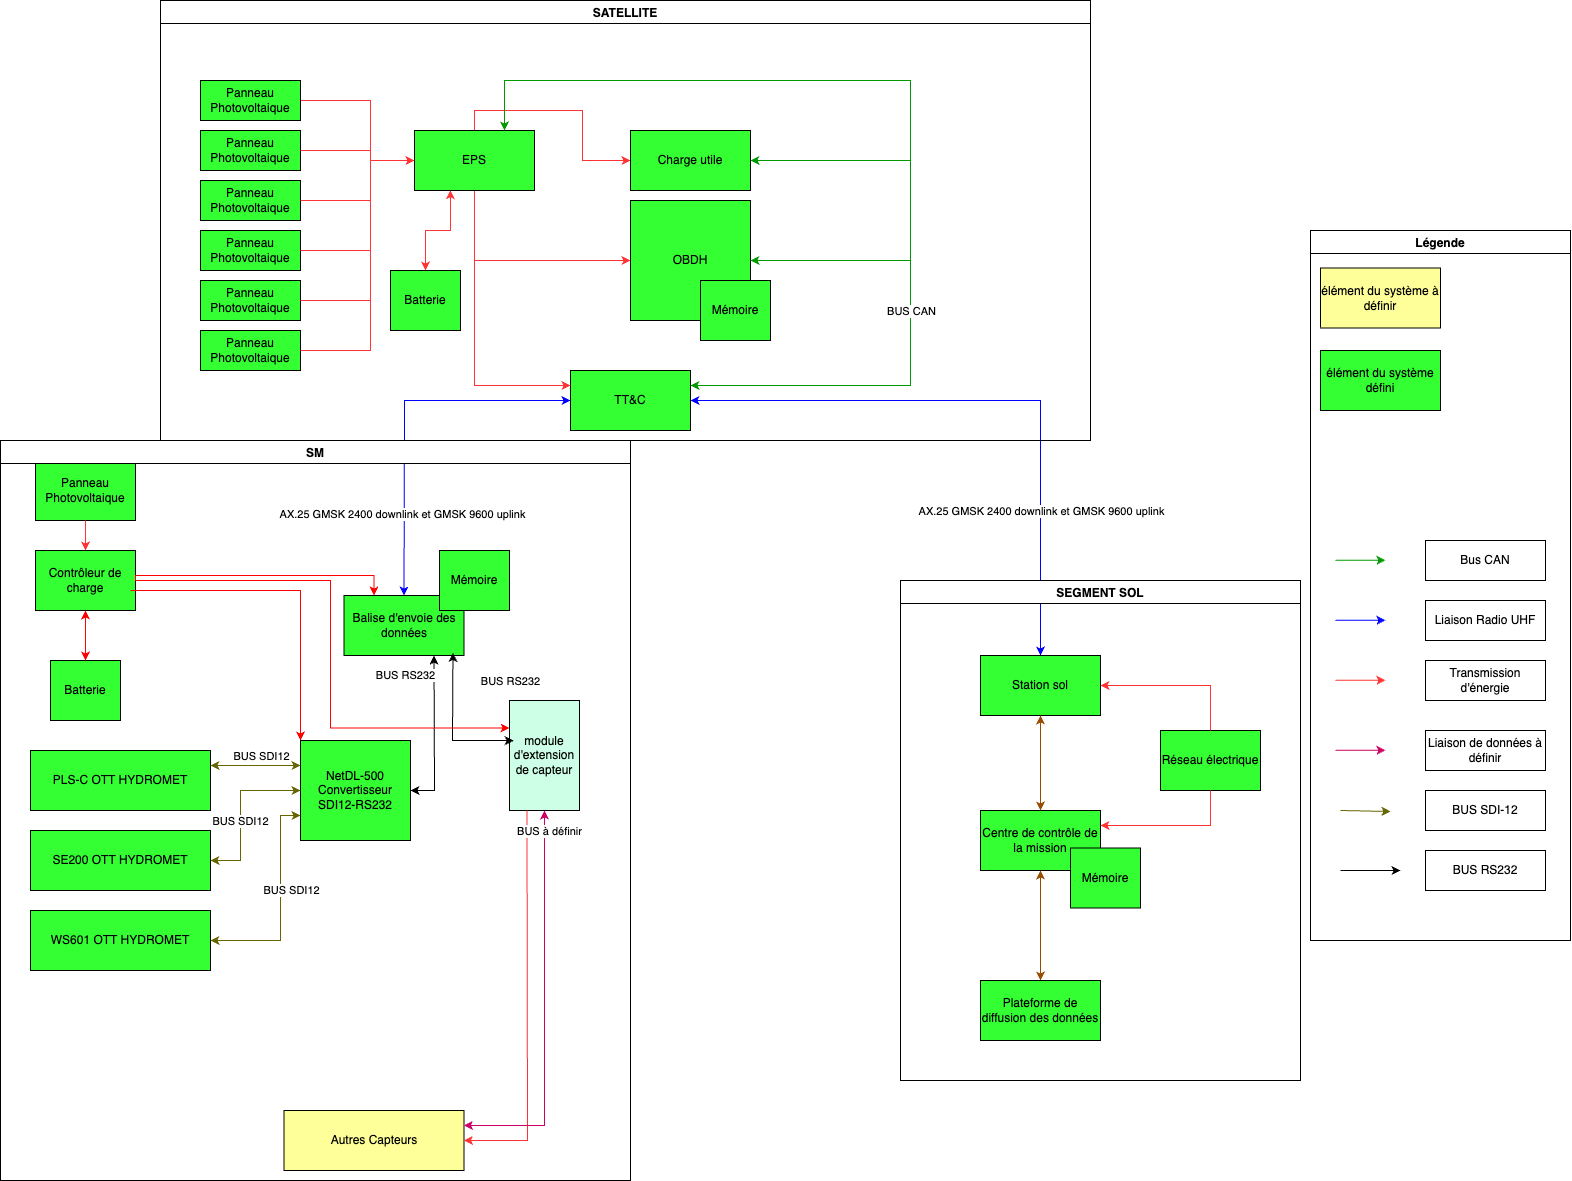 SATELLITE
Panneau
Photovoltaique
Panneau
Photovoltaique
Panneau
Photovoltaique
Panneau
Photovoltaique
Panneau
Photovoltaique
Panneau
Photovoltaique
EPS
Batterie
Charge utile
OBDH
Mémoire
BUS CAN
TT&C
SM
Panneau
Photovoltaique
AX.25 GMSK 2400 downlink et GMSK 9600 uplink
Contrôleur de
charge
Mémoire
Balise d'envoie des
données
Batterie
BUS RS232
BUS RS232
module
d'extension
de capteur
BUS SDI12
PLS-C OTT HYDROMET
NetDL-500
Convertisseur
SDI12-RS232
BUS SDI12
BUS à définir
SE200 OTT HYDROMET
BUS SDI12
WS601 OTT HYDROMET
Autres Capteurs
AX.25 GMSK 2400 downlink et GMSK 9600 uplink
SEGMENT SOL
Station sol
Réseau électrique
Centre de contrôle de
la mission
Mémoire
Plateforme de
diffusion des données
Légende
élément du système à
définir
élément du système
défini
Bus CAN
Liaison Radio UHF
Transmission
d'énergie
Liaison de données à
définir
BUS SDI-12
BUS RS232